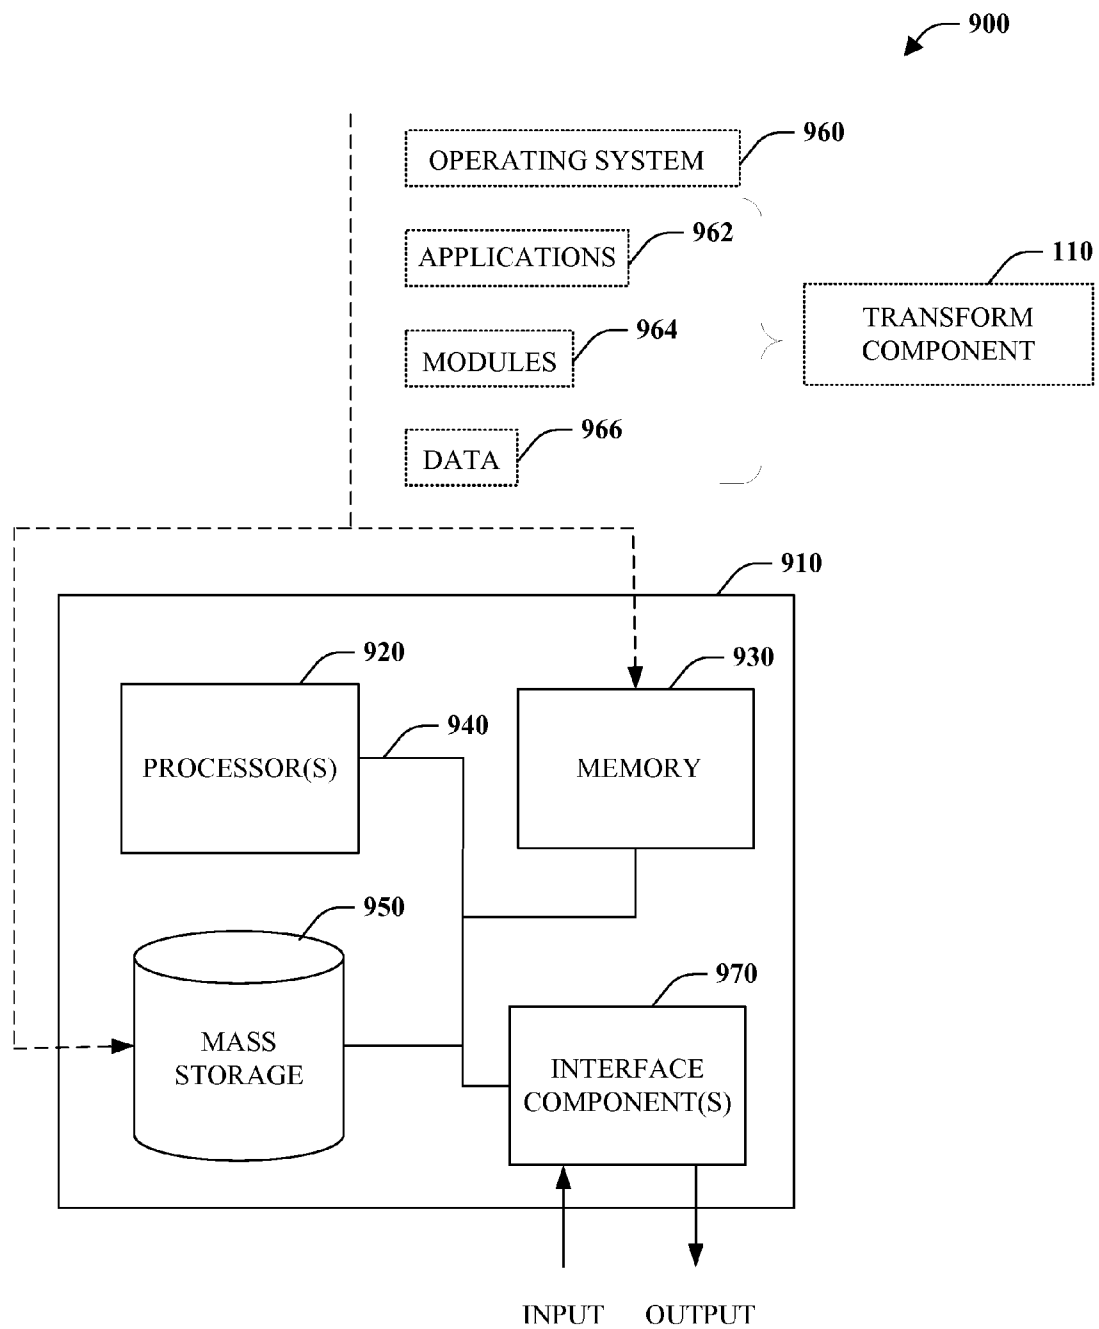 900
960
OPERATING SYSTEM
962
APPLICATIONS
110
TRANSFORM
COMPONENT
964
MODULES
966
DATA
910
920
PROCESSOR(S)
930
MEMORY
940
950
MASS
STORAGE
970
INTERFACE
COMPONENT(S)
INPUT
OUTPUT